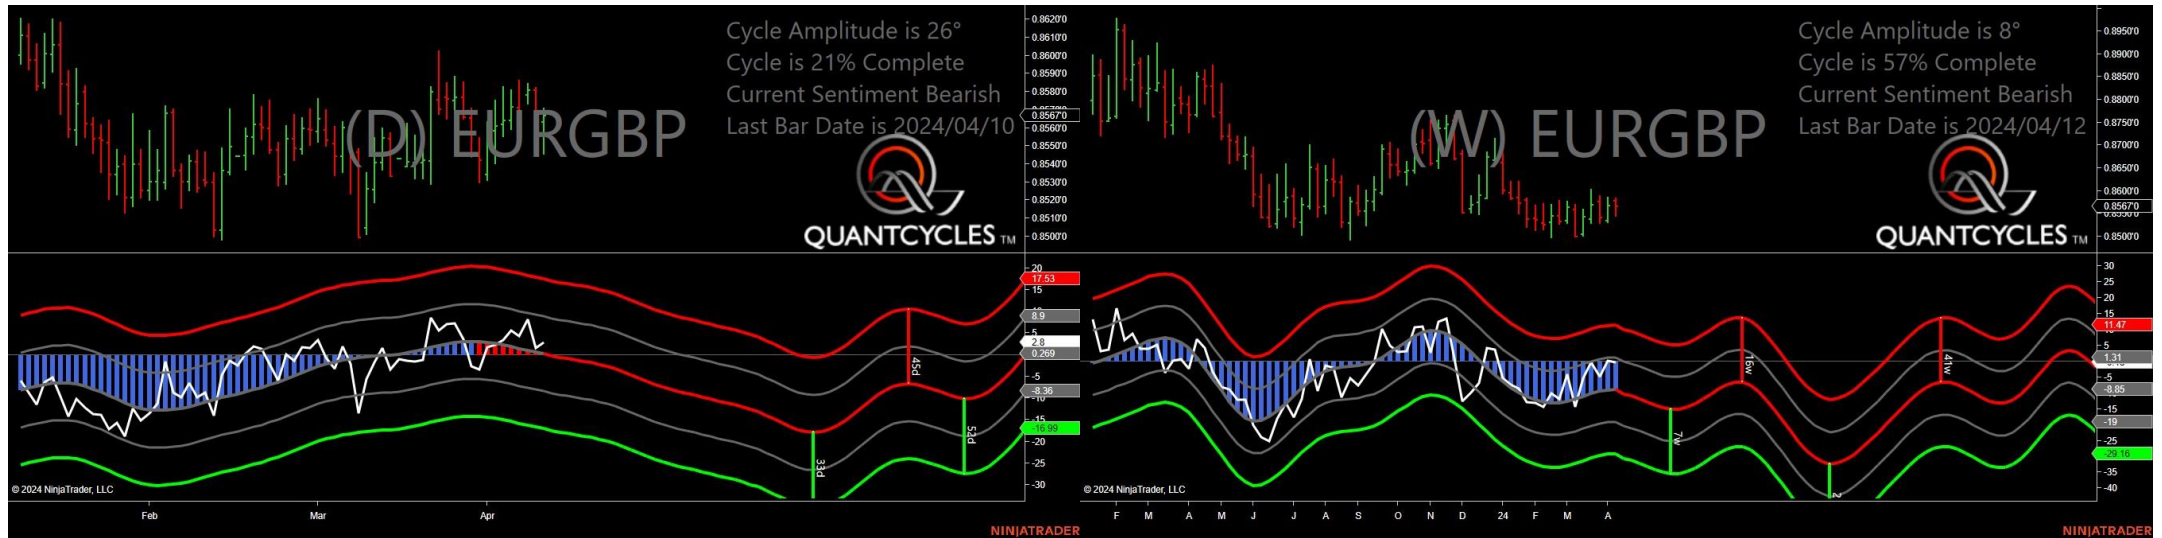 Cycle Amplitude is 26°
Cycle is 21% Complete
Current Sentiment Bearish
Last Bar Date is 2024/04/10
(D) EURGBP
QUANTCYCLES TM
0.8620'0
0.8610'0
0.8600'0
0.8590'0
0.8580'0
0.8567'0
0.8560'0
0.8550'0
0.8540'0
0.8530'0
0.8520'0
0.8510'0
0.8500'0
20
17.53
15
8.9
5
2.8
0.269
-5
-8.36
-10
-15
-16.99
-20
-25
-30
33d
45d
52d
© 2024 NinjaTrader, LLC
Feb
Mar
Apr
NINJATRADER
Cycle Amplitude is 8°
Cycle is 57% Complete
Current Sentiment Bearish
Last Bar Date is 2024/04/12
(W) EURGBP
QUANTCYCLES TM
0.8950'0
0.8900'0
0.8850'0
0.8800'0
0.8750'0
0.8700'0
0.8650'0
0.8600'0
0.8567'0
0.8500'0
30
25
20
15
11.47
5
1.31
-5
-8.85
-15
-19
-25
-29.16
-35
-40
7w
16w
2
41w
© 2024 NinjaTrader, LLC
F
M
A
M
J
J
A
S
O
N
D
24
F
M
A
NINJATRADER